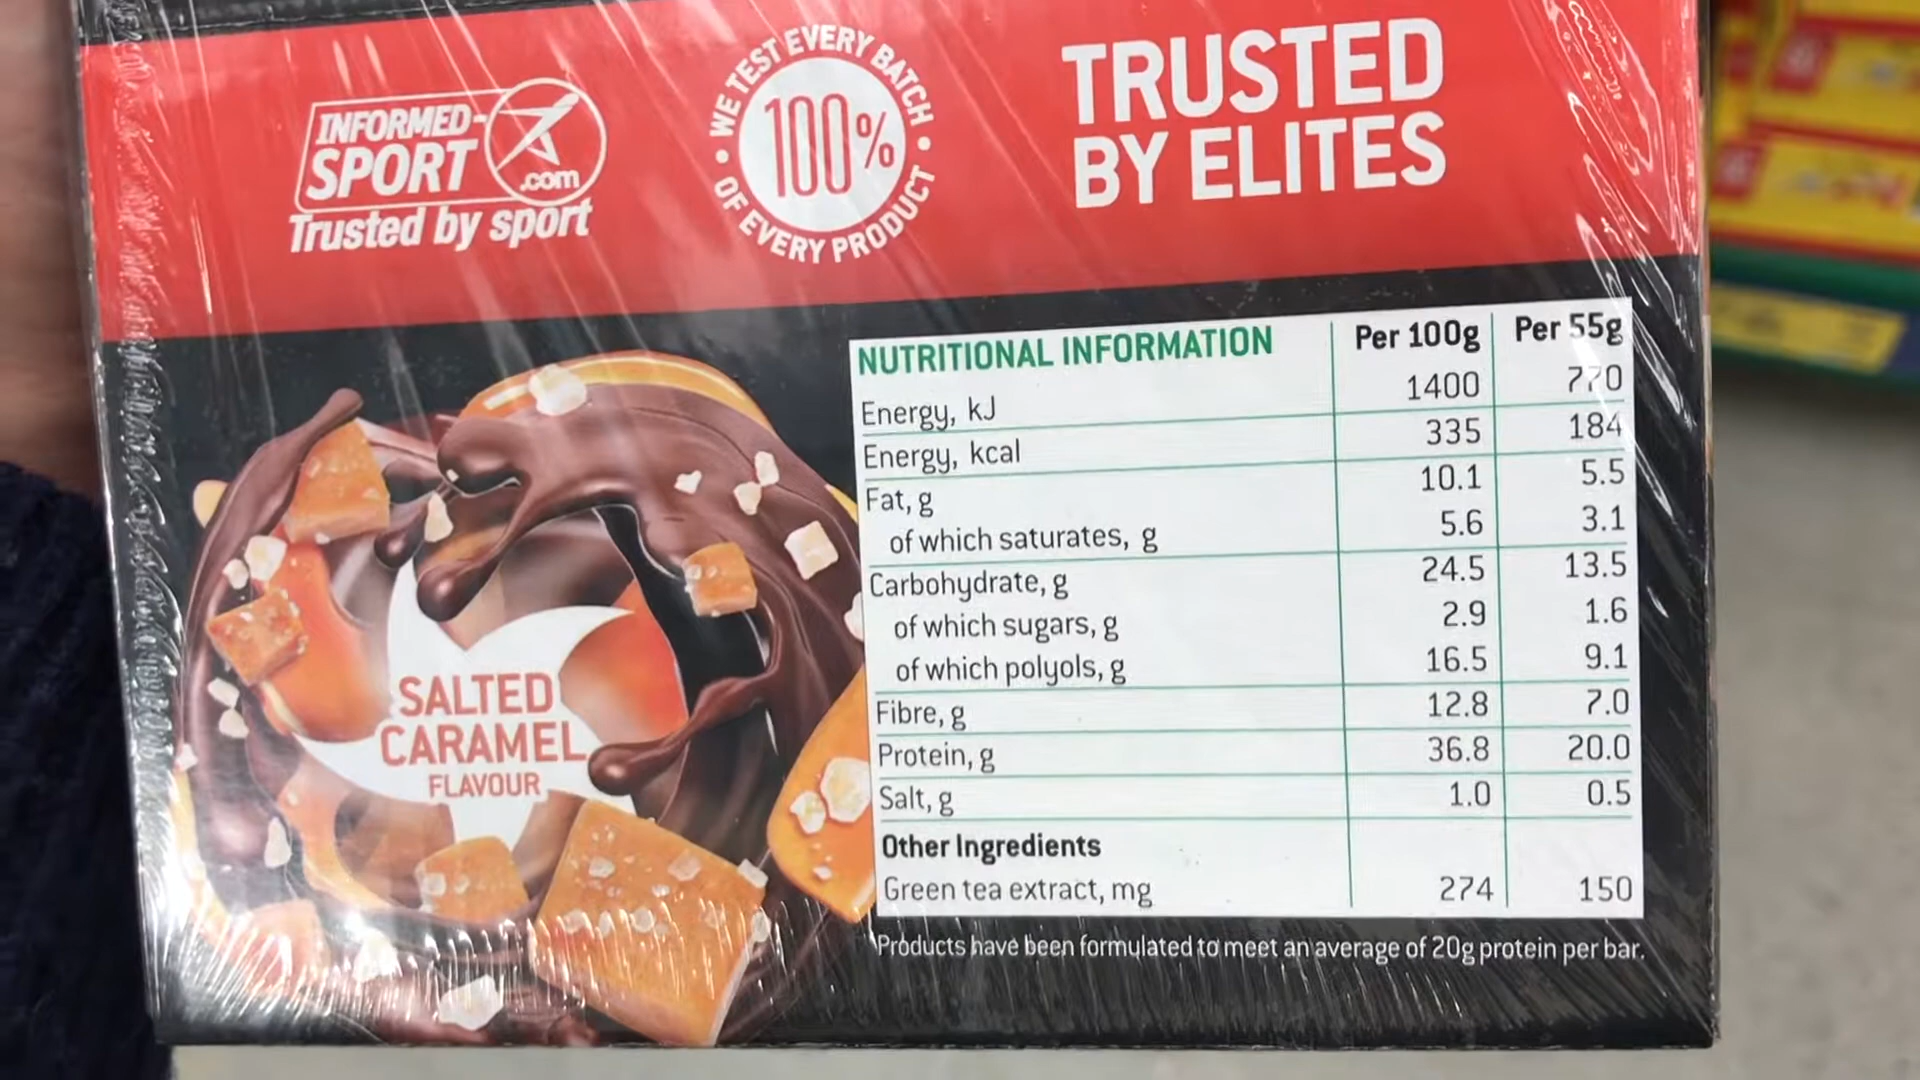 INFORMED-
SPORT
.com
Trusted by sport
WE TEST EVERY BATCH
• OF EVERY PRODUCT •
100%
TRUSTED
BY ELITES
SALTED
CARAMEL
FLAVOUR
NUTRITIONAL INFORMATION Per 100g Per 55g
Energy, kJ 1400 770
Energy, kcal 335 184
Fat, g 10.1 5.5
of which saturates, g 5.6 3.1
Carbohydrate, g 24.5 13.5
of which sugars, g 2.9 1.6
of which polyols, g 16.5 9.1
Fibre, g 12.8 7.0
Protein, g 36.8 20.0
Salt, g 1.0 0.5
Other Ingredients
Green tea extract, mg 274 150
Products have been formulated to meet an average of 20g protein per bar.